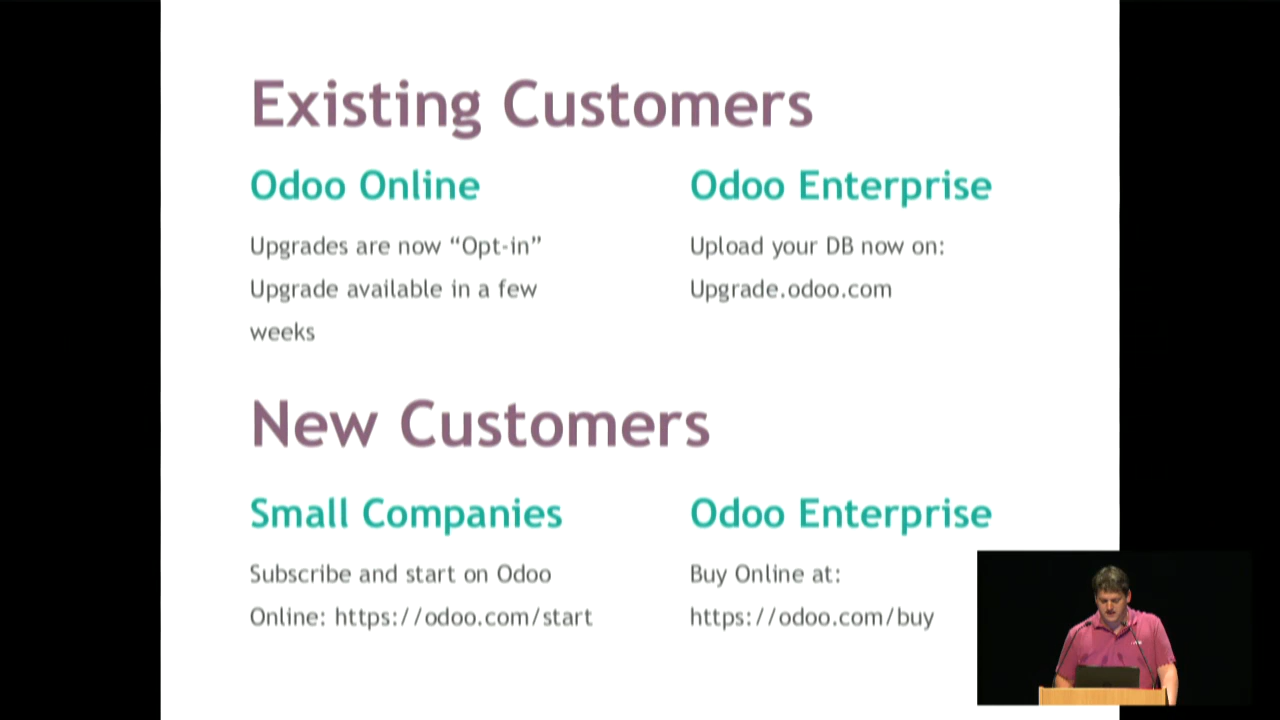 Existing Customers
Odoo Online
Upgrades are now “Opt-in”
Upgrade available in a few
weeks
Odoo Enterprise
Upload your DB now on:
Upgrade.odoo.com
New Customers
Small Companies
Subscribe and start on Odoo
Online: https://odoo.com/start
Odoo Enterprise
Buy Online at:
https://odoo.com/buy